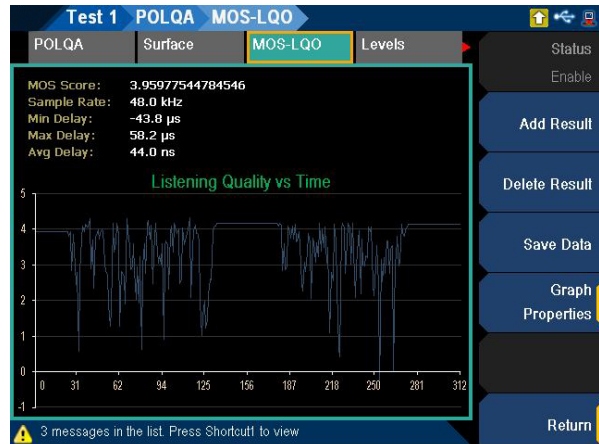 Test 1 POLQA MOS-LQO
POLQA Surface MOS-LQO Levels
MOS Score: 3.95977544784546
Sample Rate: 48.0 kHz
Min Delay: -43.8 µs
Max Delay: 58.2 µs
Avg Delay: 44.0 ns
Listening Quality vs Time
5
4
3
2
1
0
-1
0 31 62 94 125 156 187 218 250 281 312
3 messages in the list. Press Shortcut1 to view
Status
Enable
Add Result
Delete Result
Save Data
Graph
Properties
Return